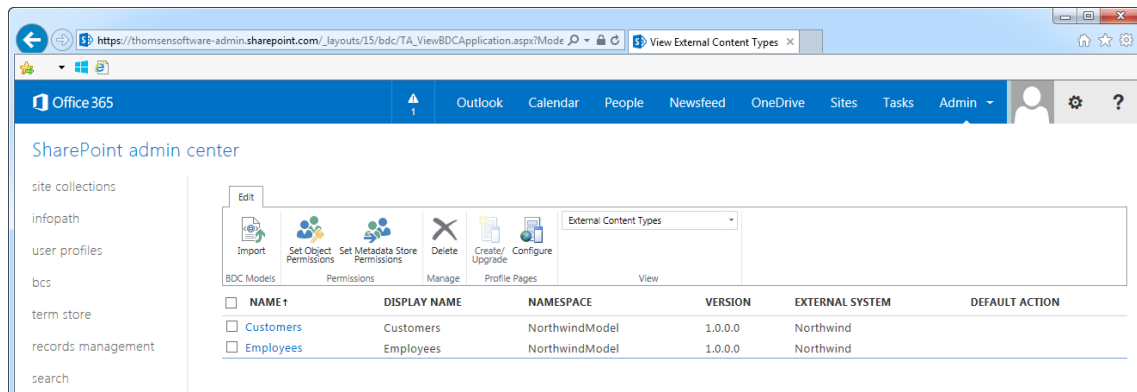 https://thomsensoftware-admin.sharepoint.com/_layouts/15/bdc/TA_ViewBDCApplication.aspx?Mode
View External Content Types
Office 365
1
Outlook Calendar People Newsfeed OneDrive Sites Tasks Admin
?
SharePoint admin center
site collections
infopath
user profiles
bcs
term store
records management
search
Edit
Import
Set Object Permissions
Set Metadata Store Permissions
Delete
Create/ Upgrade
Configure
External Content Types
BDC Models Permissions Manage Profile Pages View
NAME↑ DISPLAY NAME NAMESPACE VERSION EXTERNAL SYSTEM DEFAULT ACTION
Customers Customers NorthwindModel 1.0.0.0 Northwind
Employees Employees NorthwindModel 1.0.0.0 Northwind